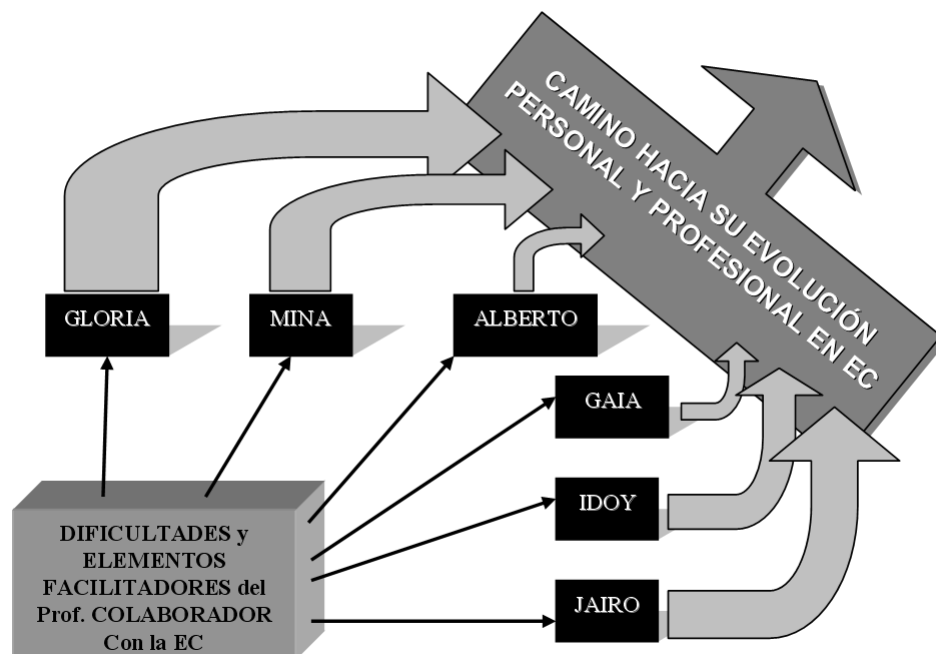 CAMINO HACIA SU EVOLUCIÓN
PERSONAL Y PROFESIONAL EN EC
GLORIA
MINA
ALBERTO
GAIA
IDOY
JAIRO
DIFICULTADES y
ELEMENTOS
FACILITADORES del
Prof. COLABORADOR
Con la EC